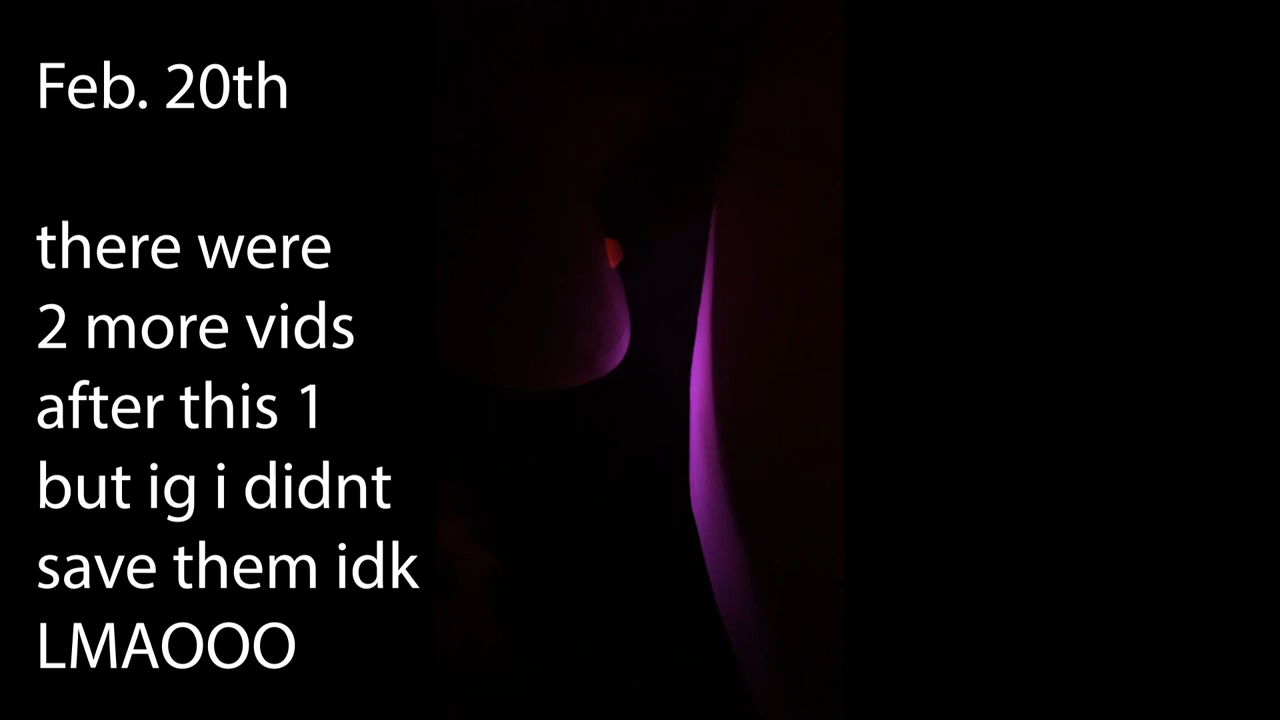 Feb. 20th
there were
2 more vids
after this 1
but ig i didnt
save them idk
LMAOOO